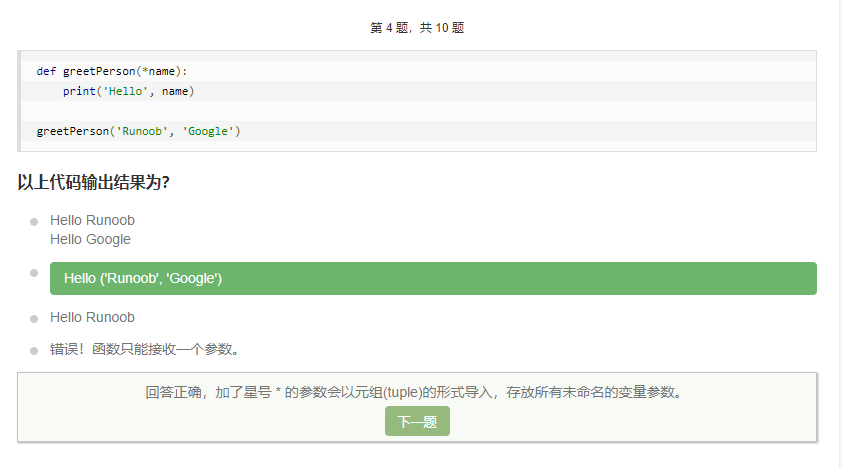 第 4 题，共 10 题
def greetPerson(*name):
    print('Hello', name)
greetPerson('Runoob', 'Google')
以上代码输出结果为？
Hello Runoob
Hello Google
Hello ('Runoob', 'Google')
Hello Runoob
错误！函数只能接收一个参数。
回答正确，加了星号 * 的参数会以元组(tuple)的形式导入，存放所有未命名的变量参数。
下一题